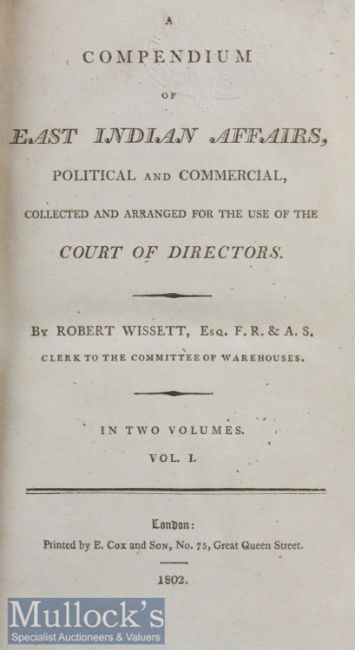 A
COMPENDIUM
OF
EAST INDIAN AFFAIRS,
POLITICAL AND COMMERCIAL,
COLLECTED AND ARRANGED FOR THE USE OF THE
COURT OF DIRECTORS.
BY ROBERT WISSETT, ESQ. F. R. & A. S.
CLERK TO THE COMMITTEE OF WAREHOUSES.
IN TWO VOLUMES.
VOL. I.
London:
Printed by E. Cox and SON, No. 75, Great Queen Street.
1802.
Mullock's
Specialist Auctioneers & Valuers